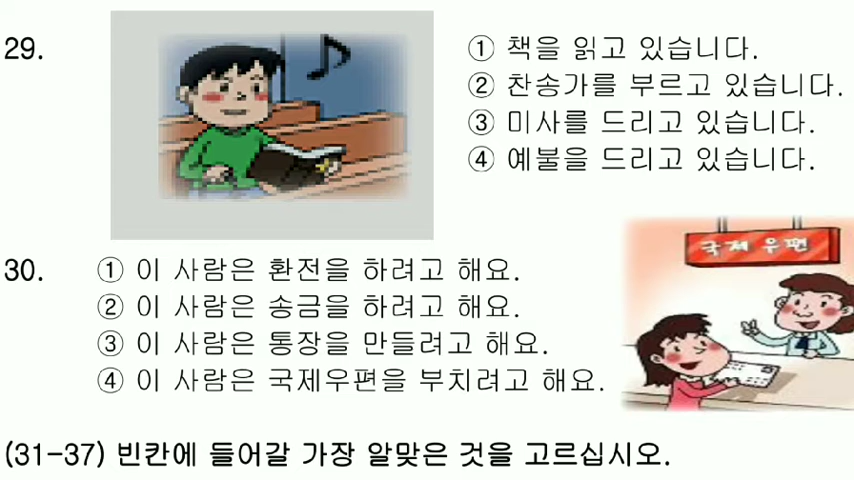 29.
① 책을 읽고 있습니다.
② 찬송가를 부르고 있습니다.
③ 미사를 드리고 있습니다.
④ 예불을 드리고 있습니다.
국제 우편
30.
① 이 사람은 환전을 하려고 해요.
② 이 사람은 송금을 하려고 해요.
③ 이 사람은 통장을 만들려고 해요.
④ 이 사람은 국제우편을 부치려고 해요.
(31-37) 빈칸에 들어갈 가장 알맞은 것을 고르십시오.